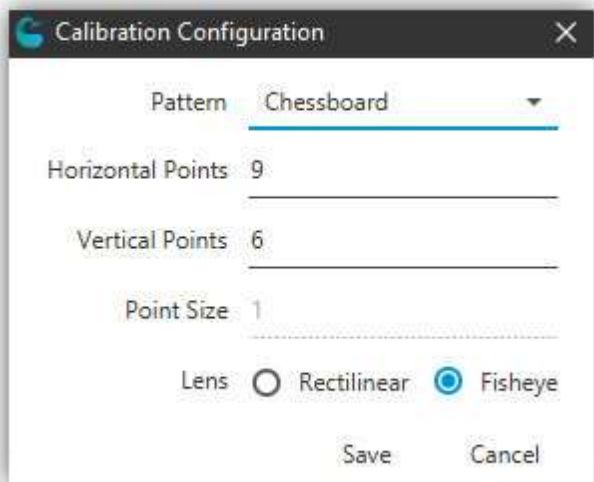 Calibration Configuration
Pattern Chessboard
Horizontal Points 9
Vertical Points 6
Point Size 1
Lens Rectilinear Fisheye
Save Cancel